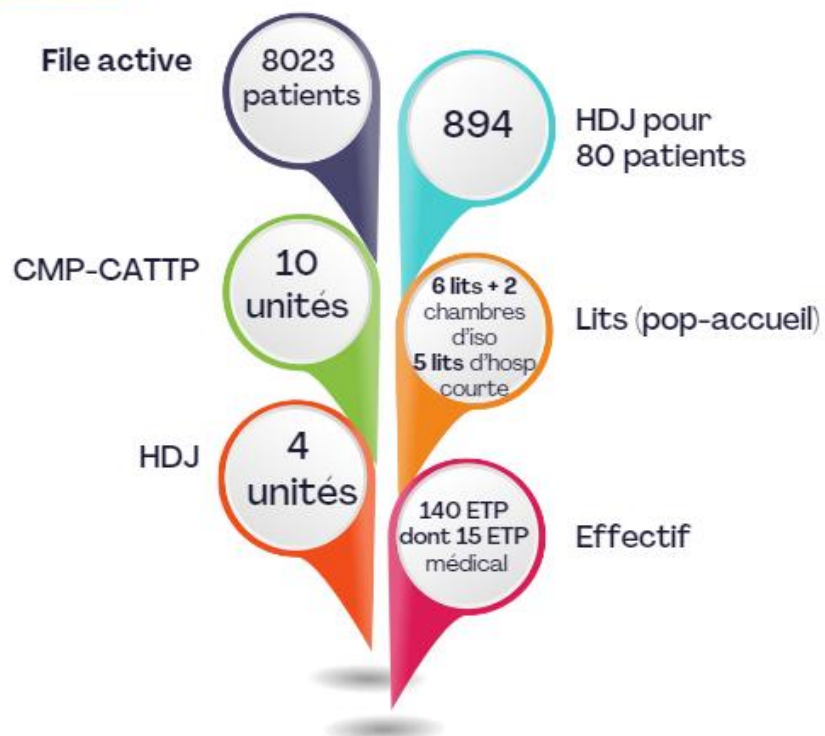 File active
8023
patients
894
HDJ pour
80 patients
CMP-CATTP
10
unités
6 lits + 2
chambres
d'iso
5 lits d'hosp
courte
Lits (pop-accueil)
HDJ
4
unités
140 ETP
dont 15 ETP
médical
Effectif